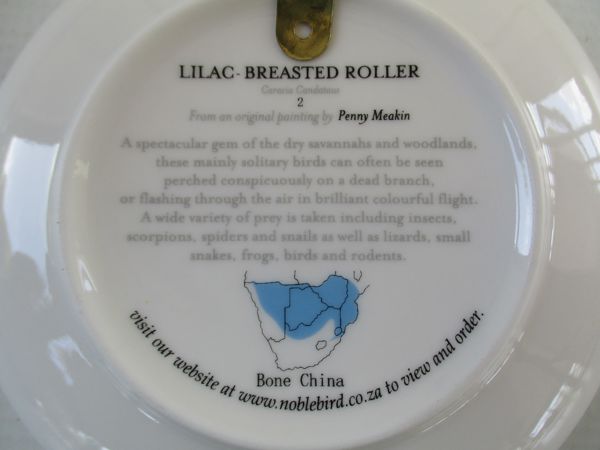 LILAC-BREASTED ROLLER
Caracia Candataus
2
From an original painting by Penny Meakin
A spectacular gem of the dry savannahs and woodlands,
these mainly solitary birds can often be seen
perched conspicuously on a dead branch,
or flashing through the air in brilliant colourful flight.
A wide variety of prey is taken including insects,
scorpions, spiders and snails as well as lizards, small
snakes, frogs, birds and rodents.
Bone China
visit our website at www.noblebird.co.za to view and order.